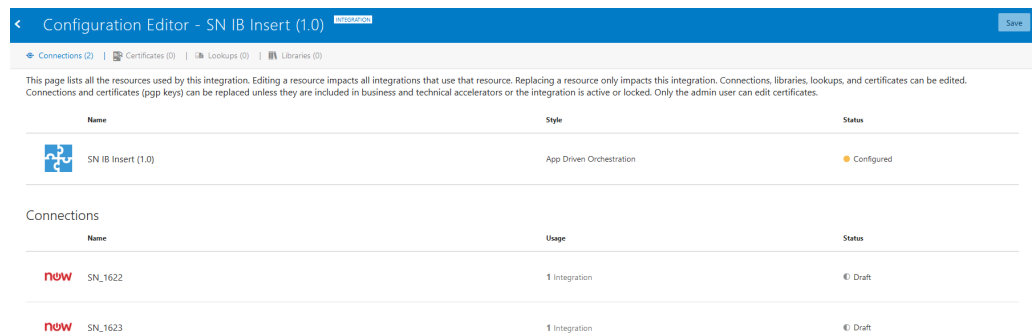 Configuration Editor - SN IB Insert (1.0) INTEGRATION Save
Connections (2) | Certificates (0) | Lookups (0) | Libraries (0)
This page lists all the resources used by this integration. Editing a resource impacts all integrations that use that resource. Replacing a resource only impacts this integration. Connections, libraries, lookups, and certificates can be edited.
Connections and certificates (pgp keys) can be replaced unless they are included in business and technical accelerators or the integration is active or locked. Only the admin user can edit certificates.
Name Style Status
SN IB Insert (1.0) App Driven Orchestration Configured
Connections
Name Usage Status
now SN_1622 1 Integration Draft
now SN_1623 1 Integration Draft